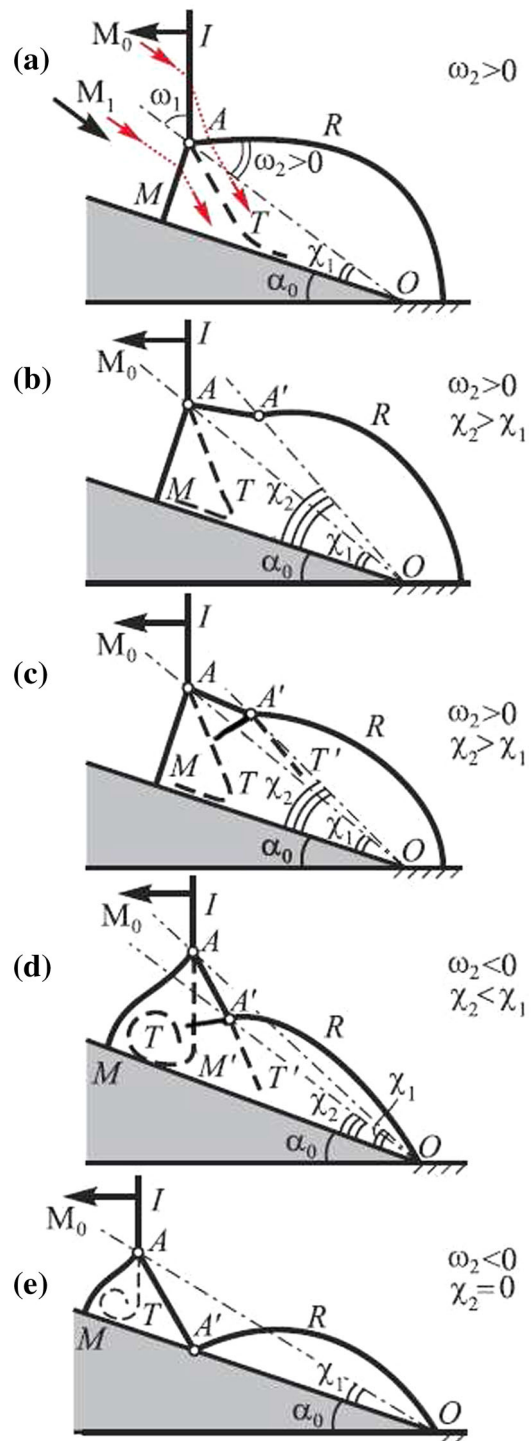 (a)
M₀ I ω₂>0
M₁ ω₁ A R
ω₂>0
M T χ₁ O
α₀
(b)
I ω₂>0
M₀ A A' R χ₂>χ₁
M T χ₂ χ₁ O
α₀
(c)
I
M₀ A A' R ω₂>0
χ₂>χ₁
M T χ₂ T' χ₁ O
α₀
(d)
I
M₀ A ω₂<0
A' R χ₂<χ₁
T M' T' χ₁
M χ₂ O
α₀
(e)
I
M₀ A ω₂<0
T A' R χ₂=0
M χ₁ O
α₀